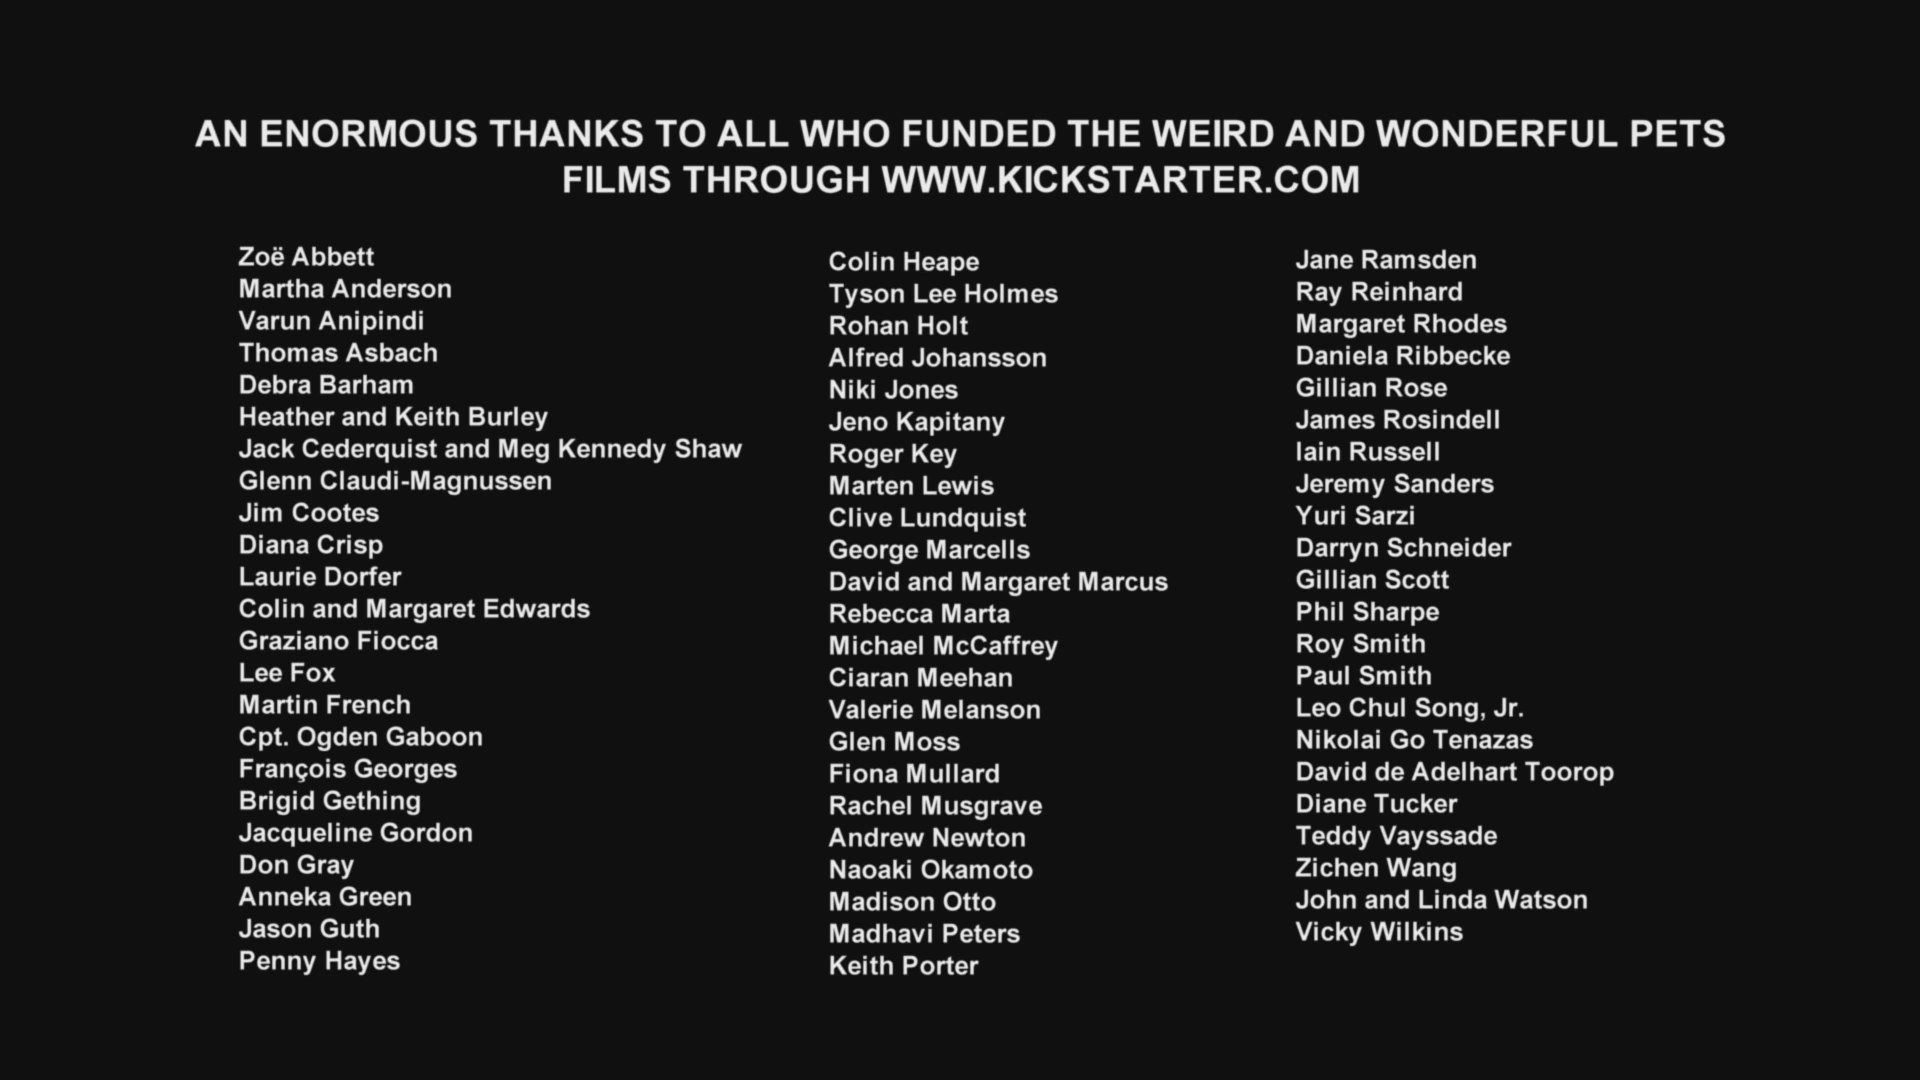 AN ENORMOUS THANKS TO ALL WHO FUNDED THE WEIRD AND WONDERFUL PETS
FILMS THROUGH WWW.KICKSTARTER.COM
Zoë Abbett
Martha Anderson
Varun Anipindi
Thomas Asbach
Debra Barham
Heather and Keith Burley
Jack Cederquist and Meg Kennedy Shaw
Glenn Claudi-Magnussen
Jim Cootes
Diana Crisp
Laurie Dorfer
Colin and Margaret Edwards
Graziano Fiocca
Lee Fox
Martin French
Cpt. Ogden Gaboon
François Georges
Brigid Gething
Jacqueline Gordon
Don Gray
Anneka Green
Jason Guth
Penny Hayes
Colin Heape
Tyson Lee Holmes
Rohan Holt
Alfred Johansson
Niki Jones
Jeno Kapitany
Roger Key
Marten Lewis
Clive Lundquist
George Marcells
David and Margaret Marcus
Rebecca Marta
Michael McCaffrey
Ciaran Meehan
Valerie Melanson
Glen Moss
Fiona Mullard
Rachel Musgrave
Andrew Newton
Naoaki Okamoto
Madison Otto
Madhavi Peters
Keith Porter
Jane Ramsden
Ray Reinhard
Margaret Rhodes
Daniela Ribbecke
Gillian Rose
James Rosindell
Iain Russell
Jeremy Sanders
Yuri Sarzi
Darryn Schneider
Gillian Scott
Phil Sharpe
Roy Smith
Paul Smith
Leo Chul Song, Jr.
Nikolai Go Tenazas
David de Adelhart Toorop
Diane Tucker
Teddy Vayssade
Zichen Wang
John and Linda Watson
Vicky Wilkins